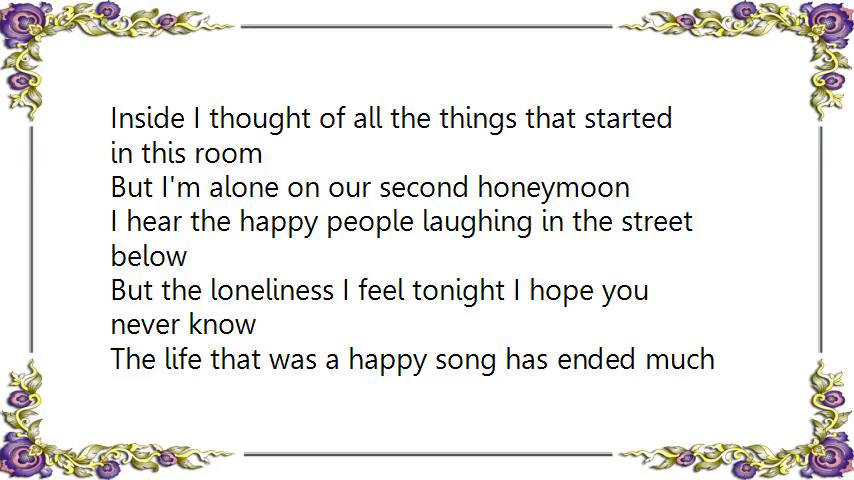 Inside I thought of all the things that started
in this room
But I'm alone on our second honeymoon
I hear the happy people laughing in the street
below
But the loneliness I feel tonight I hope you
never know
The life that was a happy song has ended much